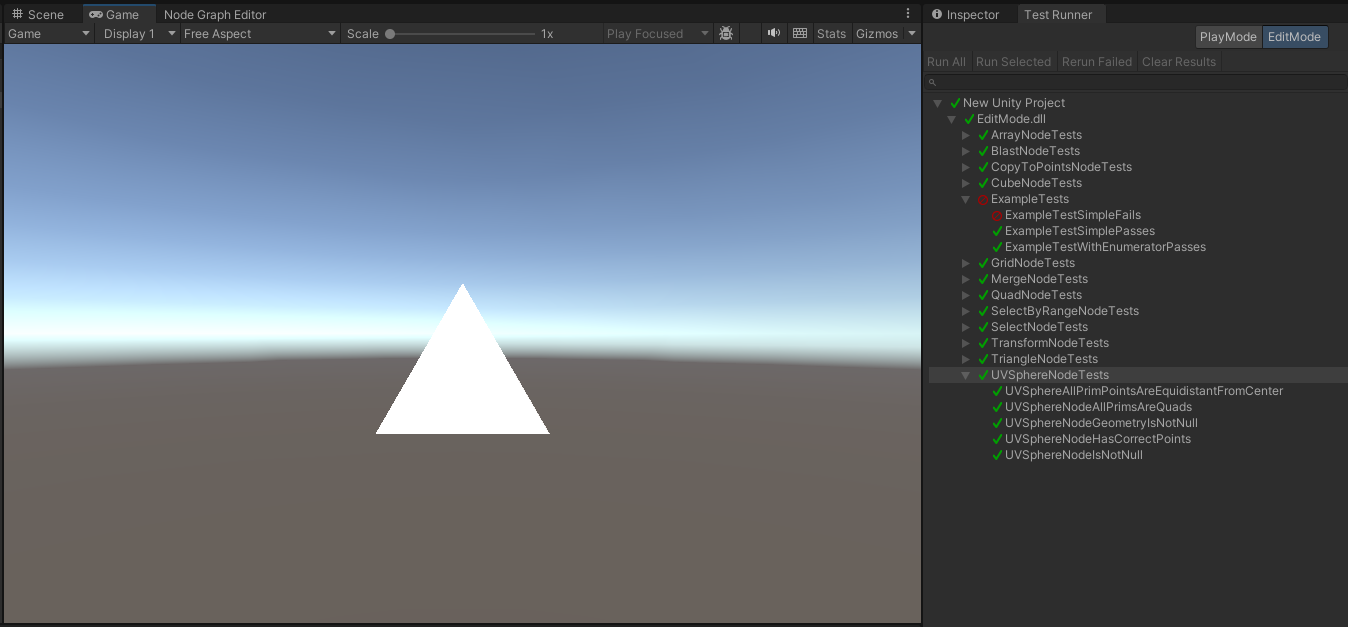 Scene Game Node Graph Editor
Game Display 1 Free Aspect Scale 1x Play Focused Stats Gizmos
Inspector Test Runner
PlayMode EditMode
Run All Run Selected Rerun Failed Clear Results
New Unity Project
EditMode.dll
ArrayNodeTests
BlastNodeTests
CopyToPointsNodeTests
CubeNodeTests
ExampleTests
ExampleTestSimpleFails
ExampleTestSimplePasses
ExampleTestWithEnumeratorPasses
GridNodeTests
MergeNodeTests
QuadNodeTests
SelectByRangeNodeTests
SelectNodeTests
TransformNodeTests
TriangleNodeTests
UVSphereNodeTests
UVSphereAllPrimPointsAreEquidistantFromCenter
UVSphereNodeAllPrimsAreQuads
UVSphereNodeGeometryIsNotNull
UVSphereNodeHasCorrectPoints
UVSphereNodeIsNotNull